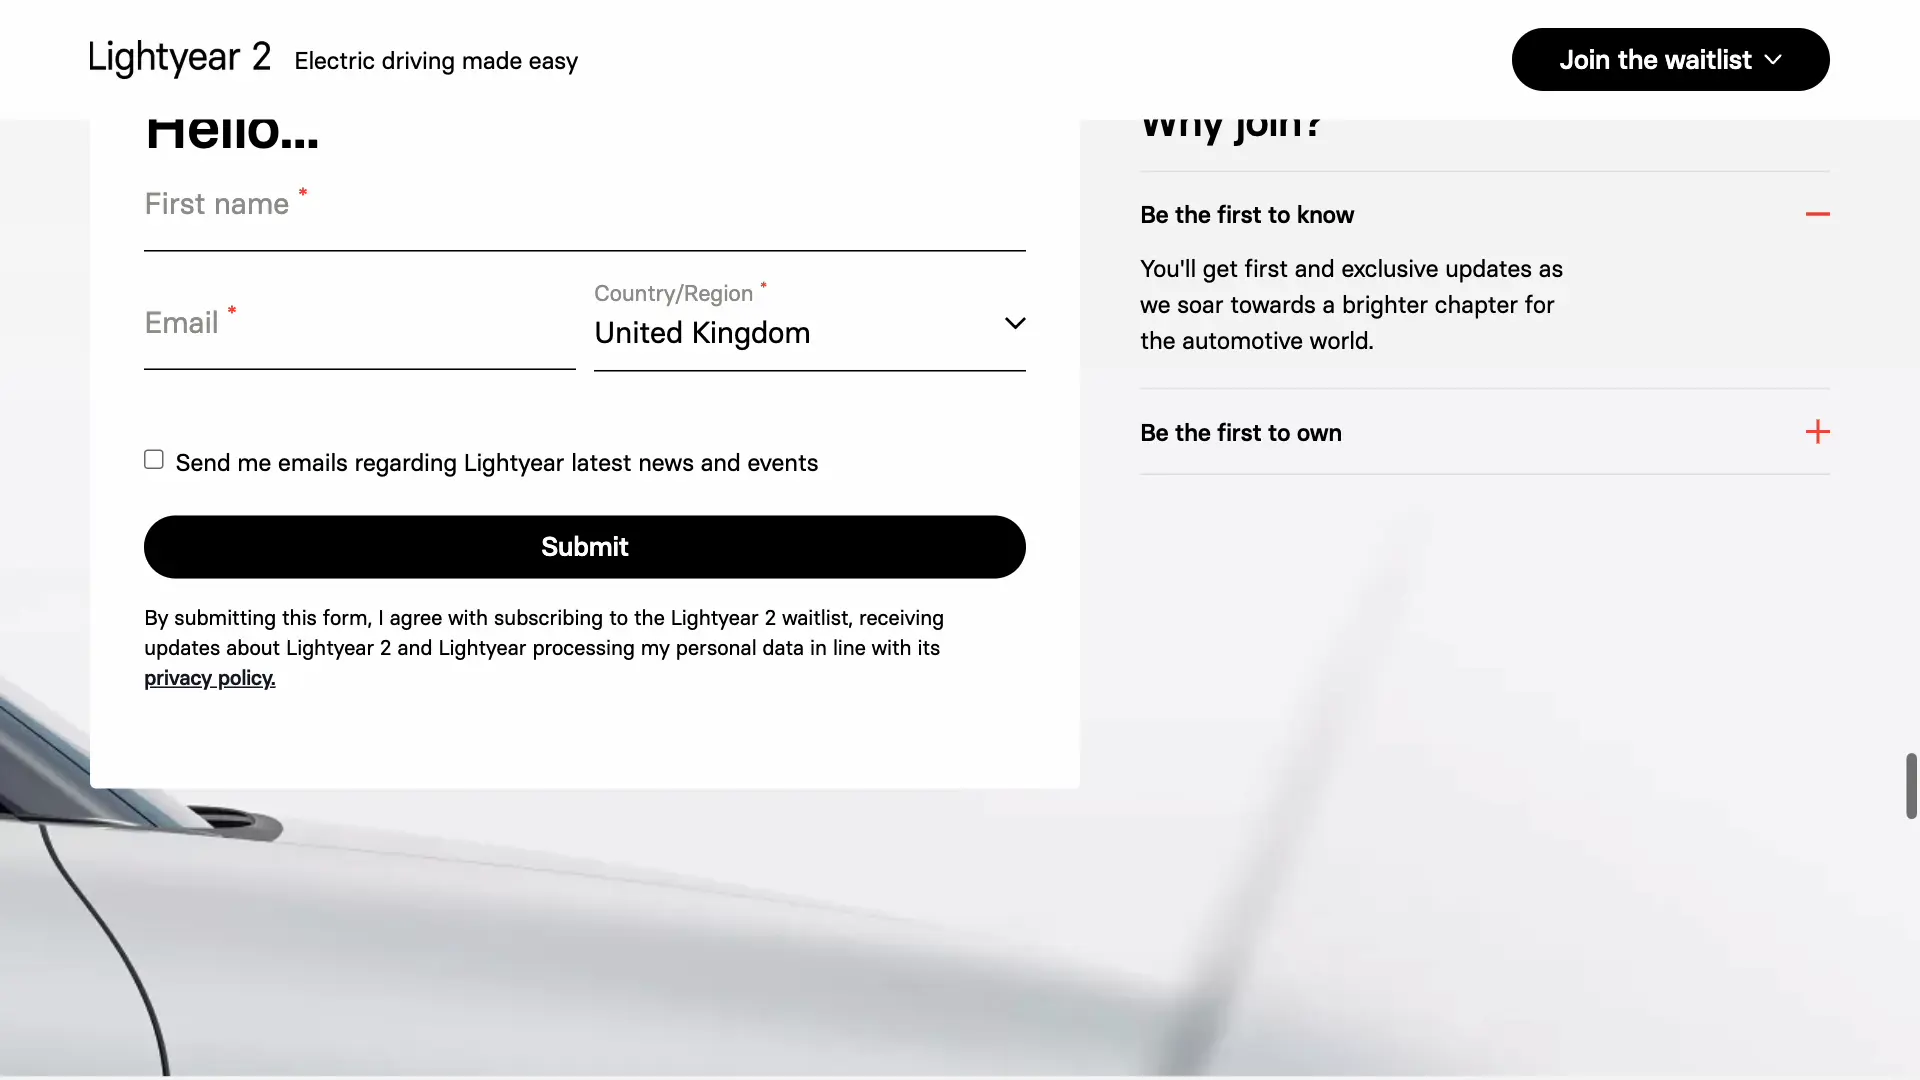 Lightyear 2 Electric driving made easy
Join the waitlist
Hello...
First name *
Email *
Country/Region *
United Kingdom
Send me emails regarding Lightyear latest news and events
Submit
By submitting this form, I agree with subscribing to the Lightyear 2 waitlist, receiving
updates about Lightyear 2 and Lightyear processing my personal data in line with its
privacy policy.
Why join?
Be the first to know
You'll get first and exclusive updates as
we soar towards a brighter chapter for
the automotive world.
Be the first to own